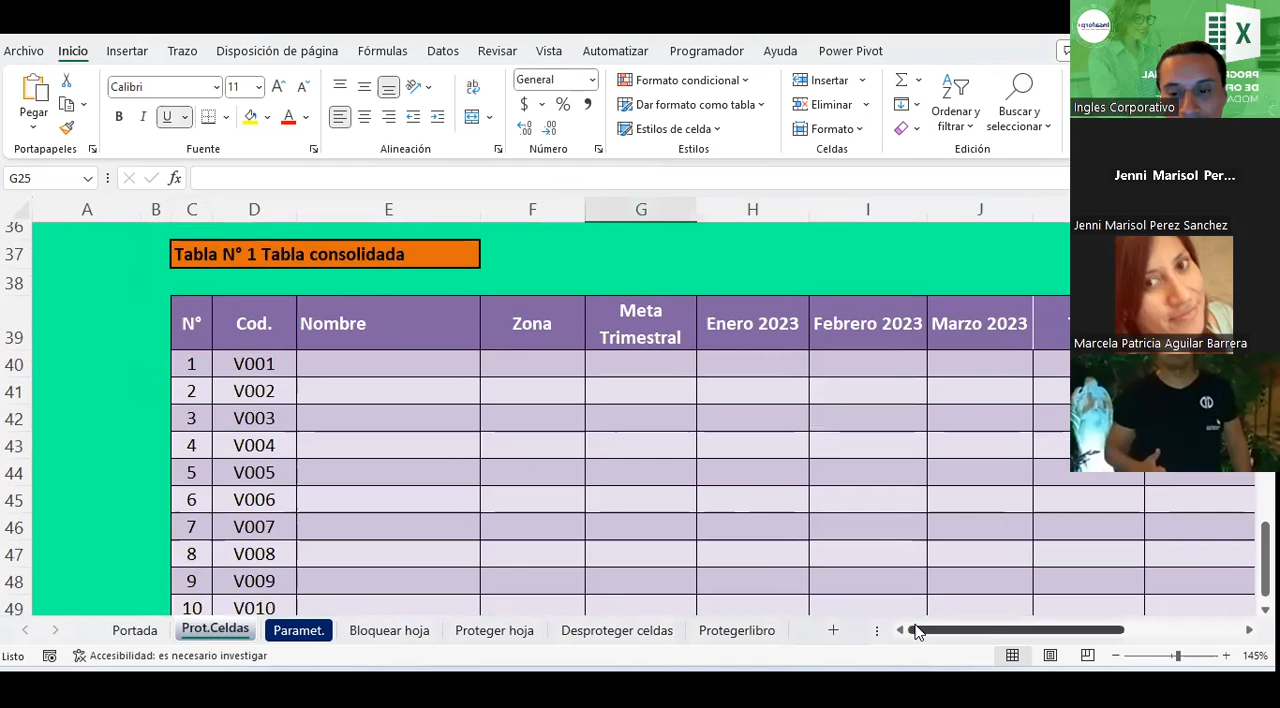 Archivo Inicio Insertar Trazo Disposición de página Fórmulas Datos Revisar Vista Automatizar Programador Ayuda Power Pivot
Pegar
Portapapeles
Calibri 11
N K S
Fuente
Alineación
General
$ % ,
Número
Formato condicional
Dar formato como tabla
Estilos de celda
Estilos
Insertar
Eliminar
Formato
Celdas
Ordenar y filtrar
Buscar y seleccionar
Edición
G25
fx
A B C D E F G H I J
36
37 Tabla N° 1 Tabla consolidada
38
39 N° Cod. Nombre Zona Meta Trimestral Enero 2023 Febrero 2023 Marzo 2023
40 1 V001
41 2 V002
42 3 V003
43 4 V004
44 5 V005
45 6 V006
46 7 V007
47 8 V008
48 9 V009
49 10 V010
Portada Prot.Celdas Paramet. Bloquear hoja Proteger hoja Desproteger celdas Protegerlibro
Listo Accesibilidad: es necesario investigar 145%
Ingles Corporativo
Jenni Marisol Per...
Jenni Marisol Perez Sanchez
Marcela Patricia Aguilar Barrera